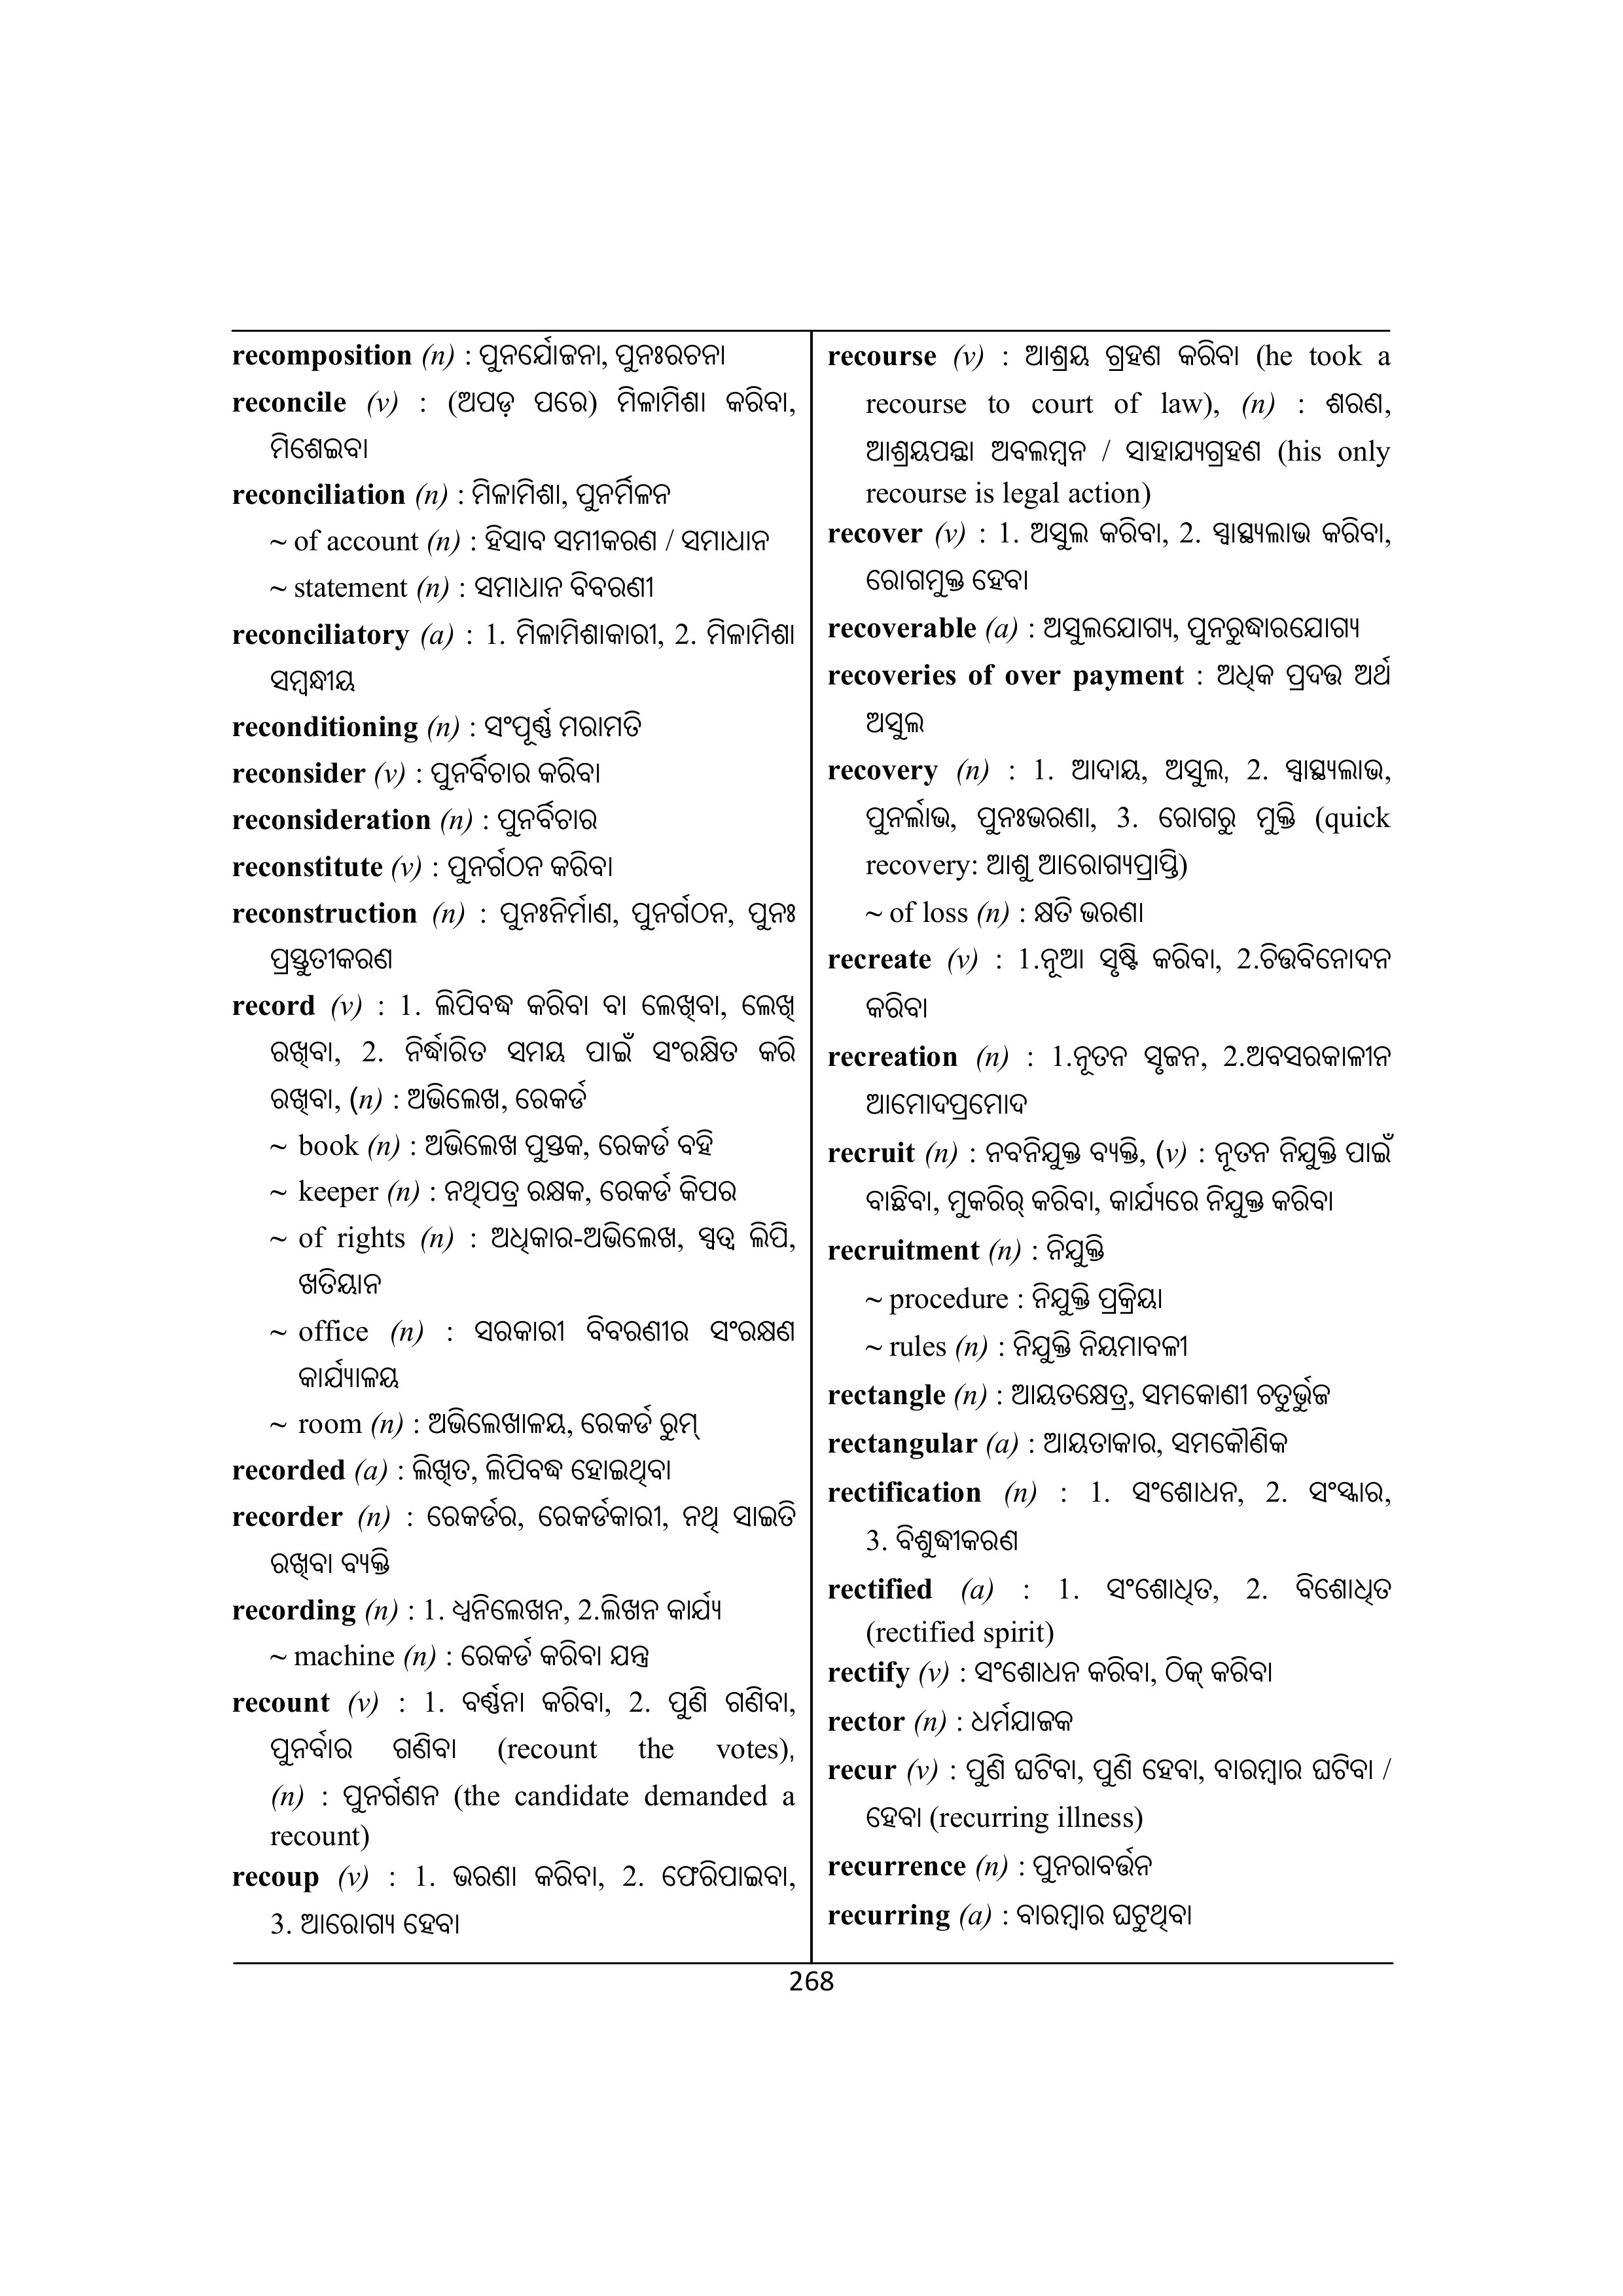 recomposition (n) : ପୁନର୍ଯୋଜନା, ପୁନଃରଚନା
reconcile (v) : (ଅପଡ଼ ପରେ) ମିଳାମିଶା କରିବା,
ମିଶେଇବା
reconciliation (n) : ମିଳାମିଶା, ପୁନର୍ମିଳନ
~ of account (n) : ହିସାବ ସମୀକରଣ / ସମାଧାନ
~ statement (n) : ସମାଧାନ ବିବରଣୀ
reconciliatory (a) : 1. ମିଳାମିଶାକାରୀ, 2. ମିଳାମିଶା
ସମ୍ବନ୍ଧୀୟ
reconditioning (n) : ସଂପୂର୍ଣ୍ଣ ମରାମତି
reconsider (v) : ପୁନର୍ବିଚାର କରିବା
reconsideration (n) : ପୁନର୍ବିଚାର
reconstitute (v) : ପୁନର୍ଗଠନ କରିବା
reconstruction (n) : ପୁନଃନିର୍ମାଣ, ପୁନର୍ଗଠନ, ପୁନଃ
ପ୍ରସ୍ତୁତୀକରଣ
record (v) : 1. ଲିପିବଦ୍ଧ କରିବା ବା ଲେଖିବା, ଲେଖି
ରଖିବା, 2. ନିର୍ଦ୍ଧାରିତ ସମୟ ପାଇଁ ସଂରକ୍ଷିତ କରି
ରଖିବା, (n) : ଅଭିଲେଖ, ରେକର୍ଡ
~ book (n) : ଅଭିଲେଖ ପୁସ୍ତକ, ରେକର୍ଡ ବହି
~ keeper (n) : ନଥିପତ୍ର ରକ୍ଷକ, ରେକର୍ଡ କିପର
~ of rights (n) : ଅଧିକାର-ଅଭିଲେଖ, ସ୍ୱତ୍ୱ ଲିପି,
ଖତିୟାନ
~ office (n) : ସରକାରୀ ବିବରଣୀର ସଂରକ୍ଷଣ
କାର୍ଯ୍ୟାଳୟ
~ room (n) : ଅଭିଲେଖାଳୟ, ରେକର୍ଡ ରୁମ୍
recorded (a) : ଲିଖିତ, ଲିପିବଦ୍ଧ ହୋଇଥିବା
recorder (n) : ରେକର୍ଡର, ରେକର୍ଡକାରୀ, ନଥି ସାଇତି
ରଖିବା ବ୍ୟକ୍ତି
recording (n) : 1. ଧ୍ୱନିଲେଖନ, 2.ଲିଖନ କାର୍ଯ୍ୟ
~ machine (n) : ରେକର୍ଡ କରିବା ଯନ୍ତ୍ର
recount (v) : 1. ବର୍ଣ୍ଣନା କରିବା, 2. ପୁଣି ଗଣିବା,
ପୁନର୍ବାର ଗଣିବା (recount the votes),
(n) : ପୁନର୍ଗଣନ (the candidate demanded a
recount)
recoup (v) : 1. ଭରଣା କରିବା, 2. ଫେରିପାଇବା,
3. ଆରୋଗ୍ୟ ହେବା
recourse (v) : ଆଶ୍ରୟ ଗ୍ରହଣ କରିବା (he took a
recourse to court of law), (n) : ଶରଣ,
ଆଶ୍ରୟପନ୍ଥା ଅବଲମ୍ବନ / ସାହାଯ୍ୟଗ୍ରହଣ (his only
recourse is legal action)
recover (v) : 1. ଅସୁଲ କରିବା, 2. ସ୍ୱାସ୍ଥ୍ୟଲାଭ କରିବା,
ରୋଗମୁକ୍ତ ହେବା
recoverable (a) : ଅସୁଲଯୋଗ୍ୟ, ପୁନରୁଦ୍ଧାରଯୋଗ୍ୟ
recoveries of over payment : ଅଧିକ ପ୍ରଦତ୍ତ ଅର୍ଥ
ଅସୁଲ
recovery (n) : 1. ଆଦାୟ, ଅସୁଲ, 2. ସ୍ୱାସ୍ଥ୍ୟଲାଭ,
ପୁନର୍ଲାଭ, ପୁନଃଭରଣା, 3. ରୋଗରୁ ମୁକ୍ତି (quick
recovery: ଆଶୁ ଆରୋଗ୍ୟପ୍ରାପ୍ତି)
~ of loss (n) : କ୍ଷତି ଭରଣା
recreate (v) : 1.ନୂଆ ସୃଷ୍ଟି କରିବା, 2.ଚିତ୍ତବିନୋଦନ
କରିବା
recreation (n) : 1.ନୂତନ ସୃଜନ, 2.ଅବସରକାଳୀନ
ଆମୋଦପ୍ରମୋଦ
recruit (n) : ନବନିଯୁକ୍ତ ବ୍ୟକ୍ତି, (v) : ନୂତନ ନିଯୁକ୍ତି ପାଇଁ
ବାଛିବା, ମୁକରିର୍ କରିବା, କାର୍ଯ୍ୟରେ ନିଯୁକ୍ତ କରିବା
recruitment (n) : ନିଯୁକ୍ତି
~ procedure : ନିଯୁକ୍ତି ପ୍ରକ୍ରିୟା
~ rules (n) : ନିଯୁକ୍ତି ନିୟମାବଳୀ
rectangle (n) : ଆୟତକ୍ଷେତ୍ର, ସମକୋଣୀ ଚତୁର୍ଭୁଜ
rectangular (a) : ଆୟତାକାର, ସମକୌଣିକ
rectification (n) : 1. ସଂଶୋଧନ, 2. ସଂସ୍କାର,
3. ବିଶୁଦ୍ଧୀକରଣ
rectified (a) : 1. ସଂଶୋଧିତ, 2. ବିଶୋଧିତ
(rectified spirit)
rectify (v) : ସଂଶୋଧନ କରିବା, ଠିକ୍ କରିବା
rector (n) : ଧର୍ମଯାଜକ
recur (v) : ପୁଣି ଘଟିବା, ପୁଣି ହେବା, ବାରମ୍ବାର ଘଟିବା /
ହେବା (recurring illness)
recurrence (n) : ପୁନରାବର୍ତ୍ତନ
recurring (a) : ବାରମ୍ବାର ଘଟୁଥିବା
268